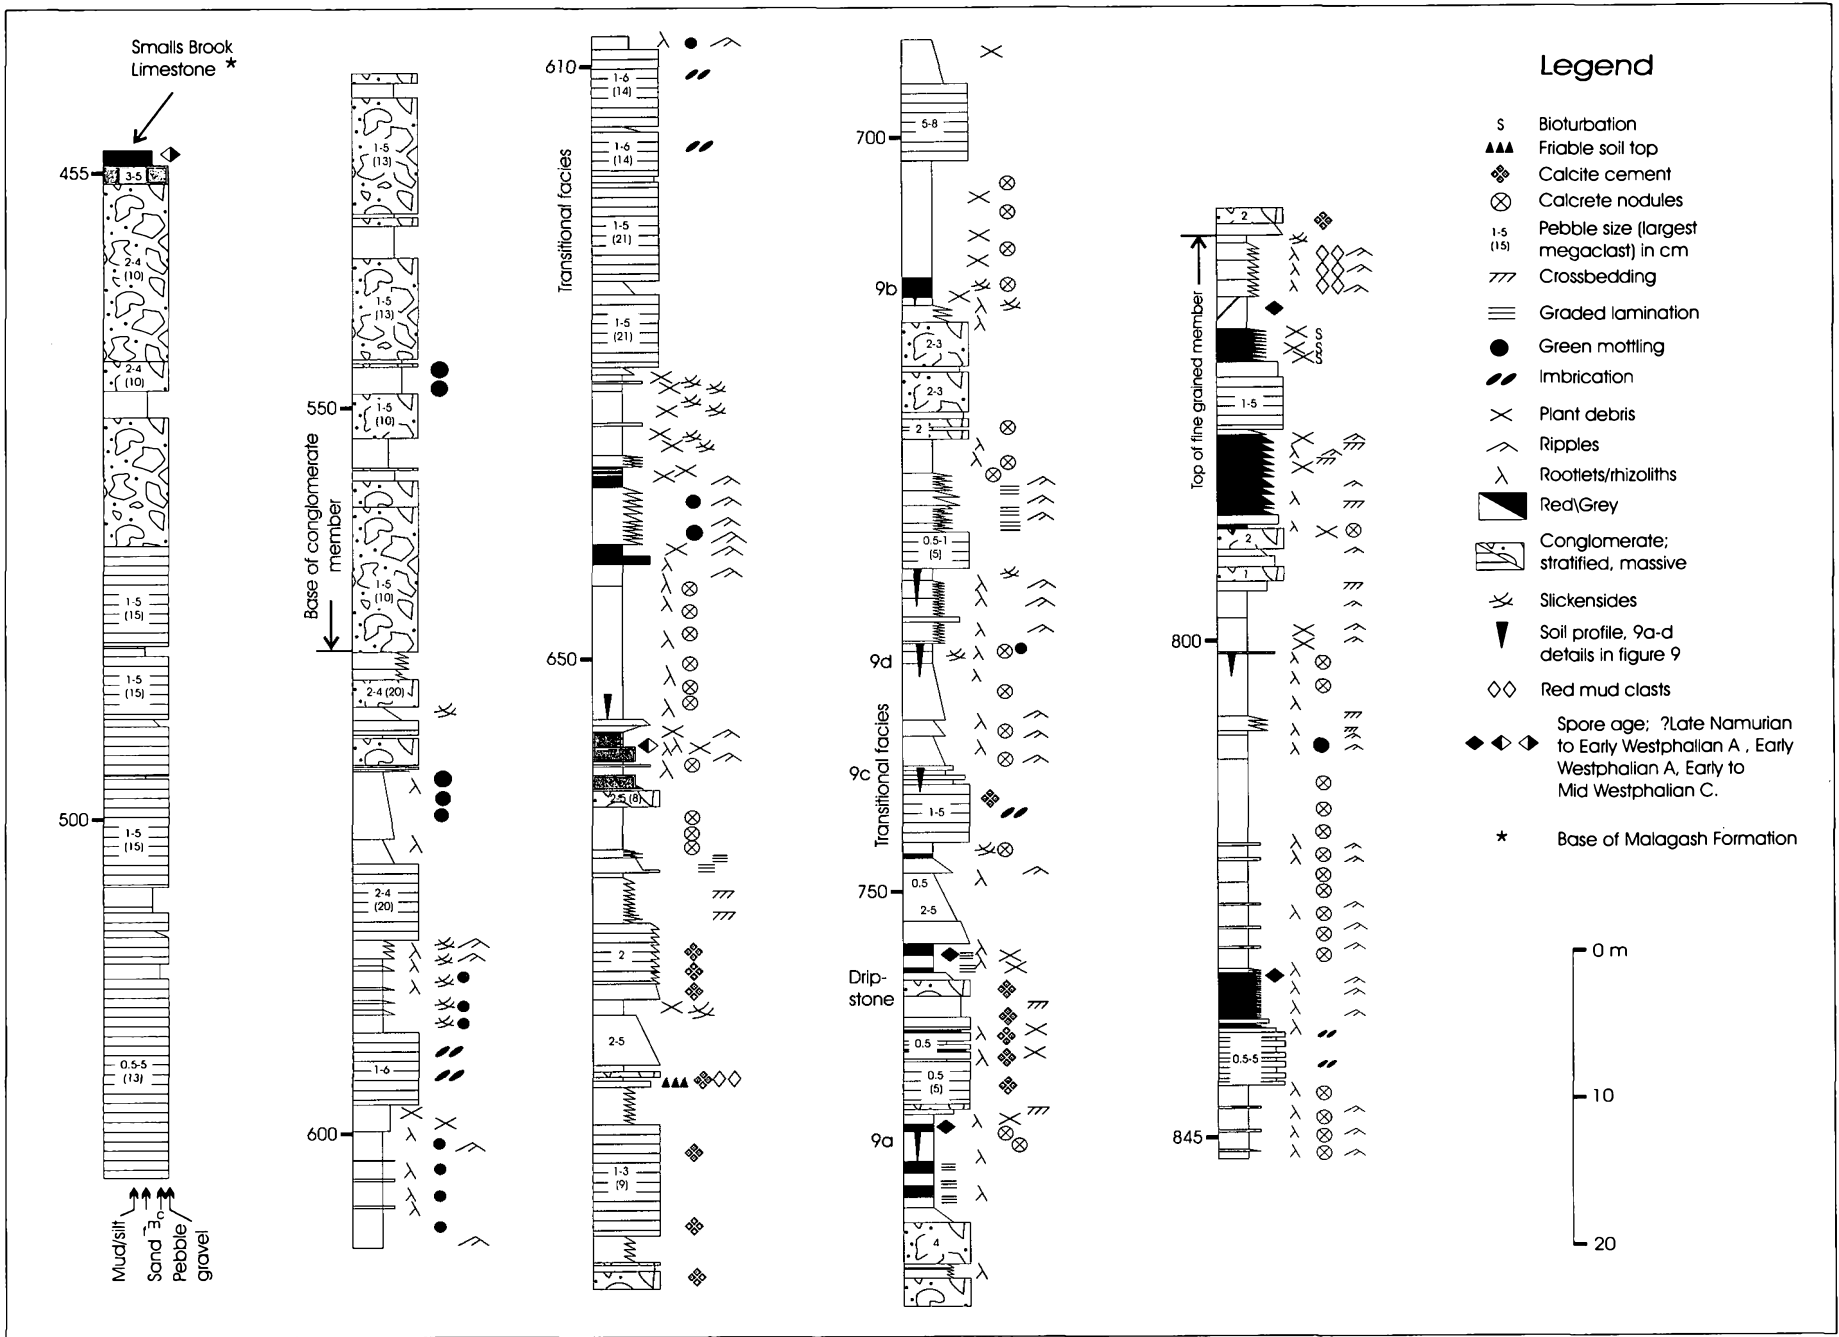 Smalls Brook
Limestone *
455
3-5
2-4
(10)
2-4
(10)
1-5
(15)
1-5
(15)
500
1-5
(15)
0.5-5
(13)
Mud/silt
Sand
f m c
Pebble
gravel
1-5
(13)
1-5
(13)
550
1-5
(10)
Base of conglomerate
member
1-5
(10)
2-4 (20)
2-4
(20)
1-6
600
610
Transitional facies
1-6
(14)
1-6
(14)
1-5
(21)
1-5
(21)
650
2-5 (8)
2
2-5
1-3
(9)
5-8
700
9b
2-3
2-3
2
0.5-1
(5)
9d
Transitional facies
9c
1-5
750
0.5
2-5
Drip-
stone
0.5
0.5
(5)
9a
4
2
Top of fine grained member
S
S
S
1-5
2
1
800
0.5-5
845
Legend
S Bioturbation
Friable soil top
Calcite cement
Calcrete nodules
1-5
(15)
Pebble size (largest
megaclast) in cm
Crossbedding
Graded lamination
Green mottling
Imbrication
Plant debris
Ripples
Rootlets/rhizoliths
Red\Grey
Conglomerate;
stratified, massive
Slickensides
Soil profile, 9a-d
details in figure 9
Red mud clasts
Spore age; ?Late Namurian
to Early Westphalian A , Early
Westphalian A, Early to
Mid Westphalian C.
* Base of Malagash Formation
0 m
10
20